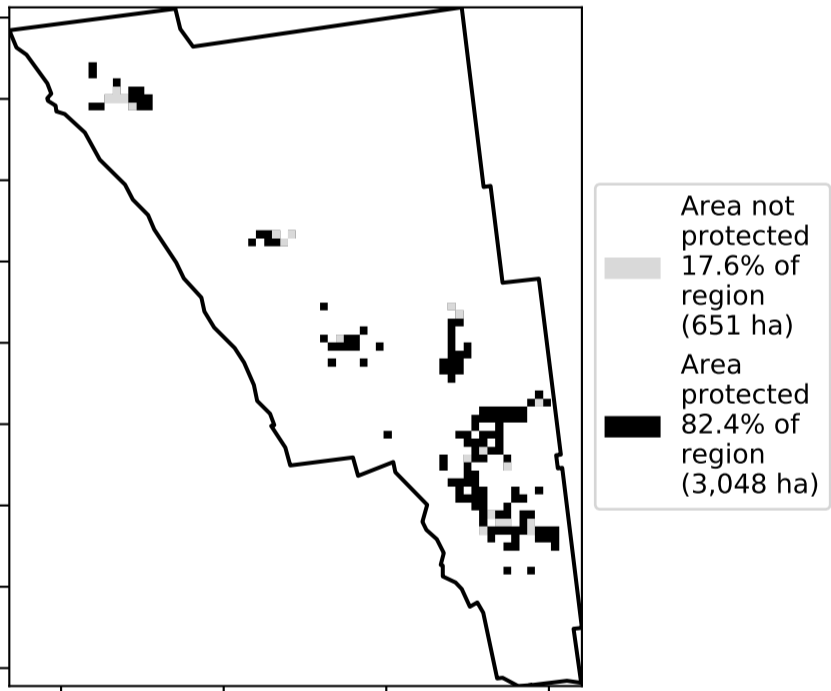 Area not
protected
17.6% of
region
(651 ha)
Area
protected
82.4% of
region
(3,048 ha)